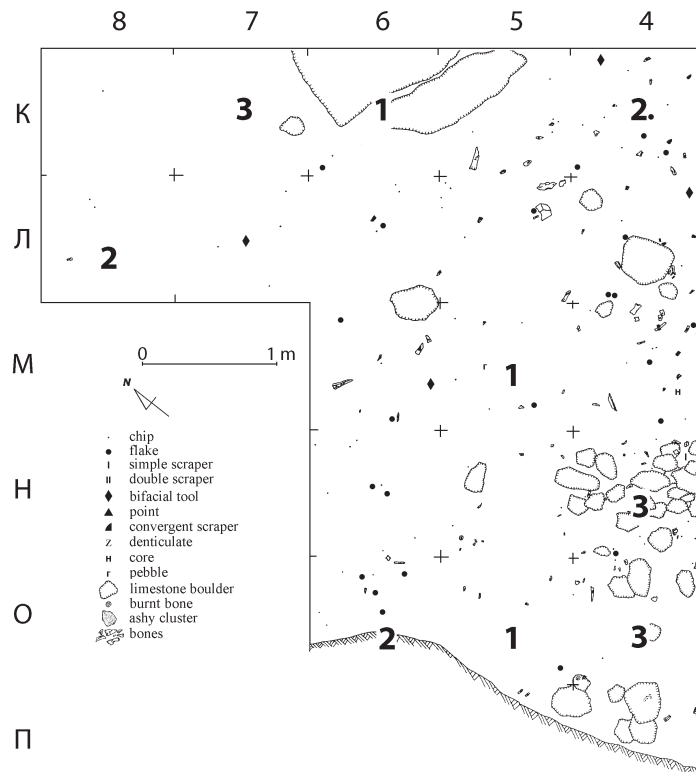 8 7 6 5 4
К 3 1 2.
Л
2
М
0 1 m
г 1 н
N
chip
flake
simple scraper
double scraper
Н bifacial tool
point 3
convergent scraper
z denticulate
н core
г pebble
limestone boulder
burnt bone
О ashy cluster
bones 2 1 3
П